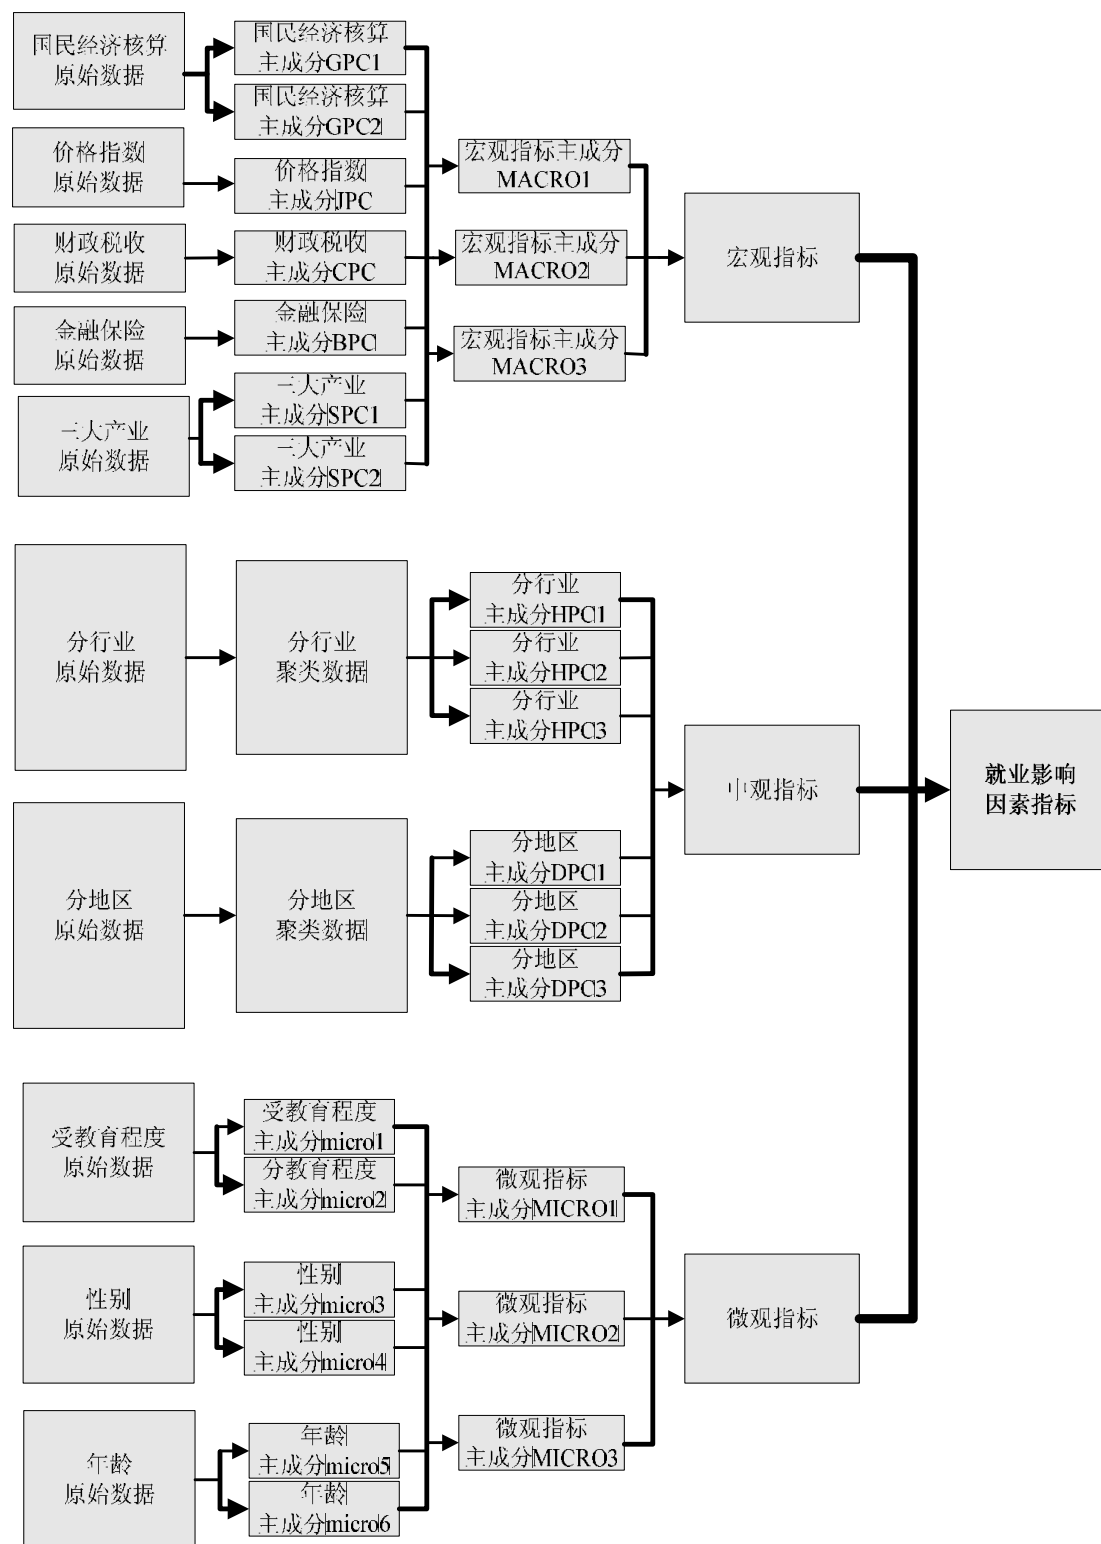 国民经济核算
原始数据
国民经济核算
主成分GPC1
国民经济核算
主成分GPC2
价格指数
原始数据
价格指数
主成分JPC
财政税收
原始数据
财政税收
主成分CPC
金融保险
原始数据
金融保险
主成分BPC
三大产业
原始数据
三大产业
主成分SPC1
三大产业
主成分SPC2
宏观指标主成分
MACRO1
宏观指标主成分
MACRO2
宏观指标主成分
MACRO3
宏观指标
分行业
原始数据
分行业
聚类数据
分行业
主成分HPC1
分行业
主成分HPC2
分行业
主成分HPC3
分地区
原始数据
分地区
聚类数据
分地区
主成分DPC1
分地区
主成分DPC2
分地区
主成分DPC3
中观指标
就业影响
因素指标
受教育程度
原始数据
受教育程度
主成分micro1
分教育程度
主成分micro2
性别
原始数据
性别
主成分micro3
性别
主成分micro4
年龄
原始数据
年龄
主成分micro5
年龄
主成分micro6
微观指标
主成分MICRO1
微观指标
主成分MICRO2
微观指标
主成分MICRO3
微观指标